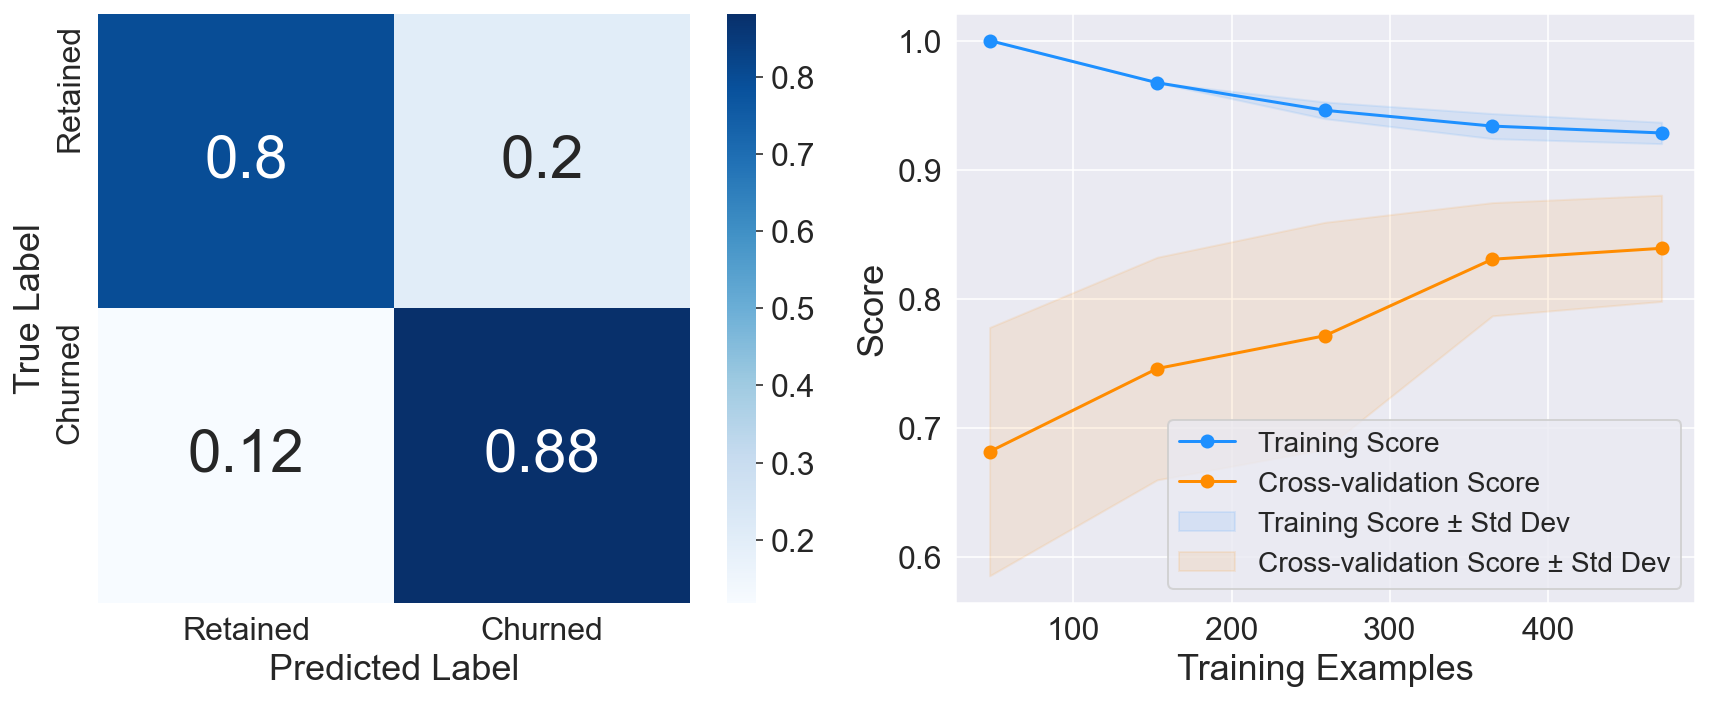 True Label
Retained
Churned
0.8
0.2
0.12
0.88
Retained
Churned
Predicted Label
0.8
0.7
0.6
0.5
0.4
0.3
0.2
Score
1.0
0.9
0.8
0.7
0.6
Training Score
Cross-validation Score
Training Score ± Std Dev
Cross-validation Score ± Std Dev
100
200
300
400
Training Examples